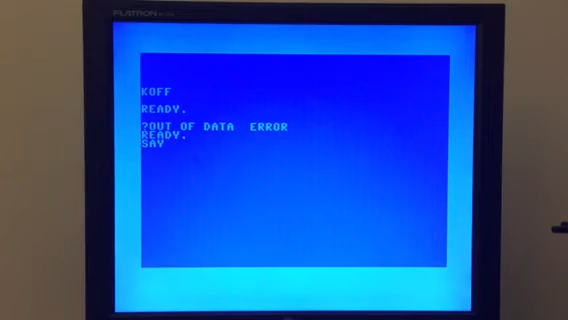 FLATRON
KOFF
READY.
?OUT OF DATA  ERROR
READY.
SAY